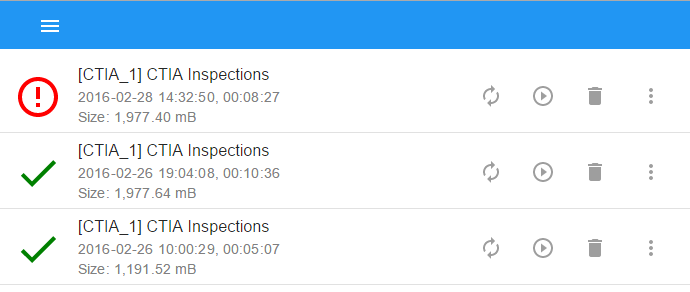 [CTIA_1] CTIA Inspections
2016-02-28 14:32:50, 00:08:27
Size: 1,977.40 mB
[CTIA_1] CTIA Inspections
2016-02-26 19:04:08, 00:10:36
Size: 1,977.64 mB
[CTIA_1] CTIA Inspections
2016-02-26 10:00:29, 00:05:07
Size: 1,191.52 mB